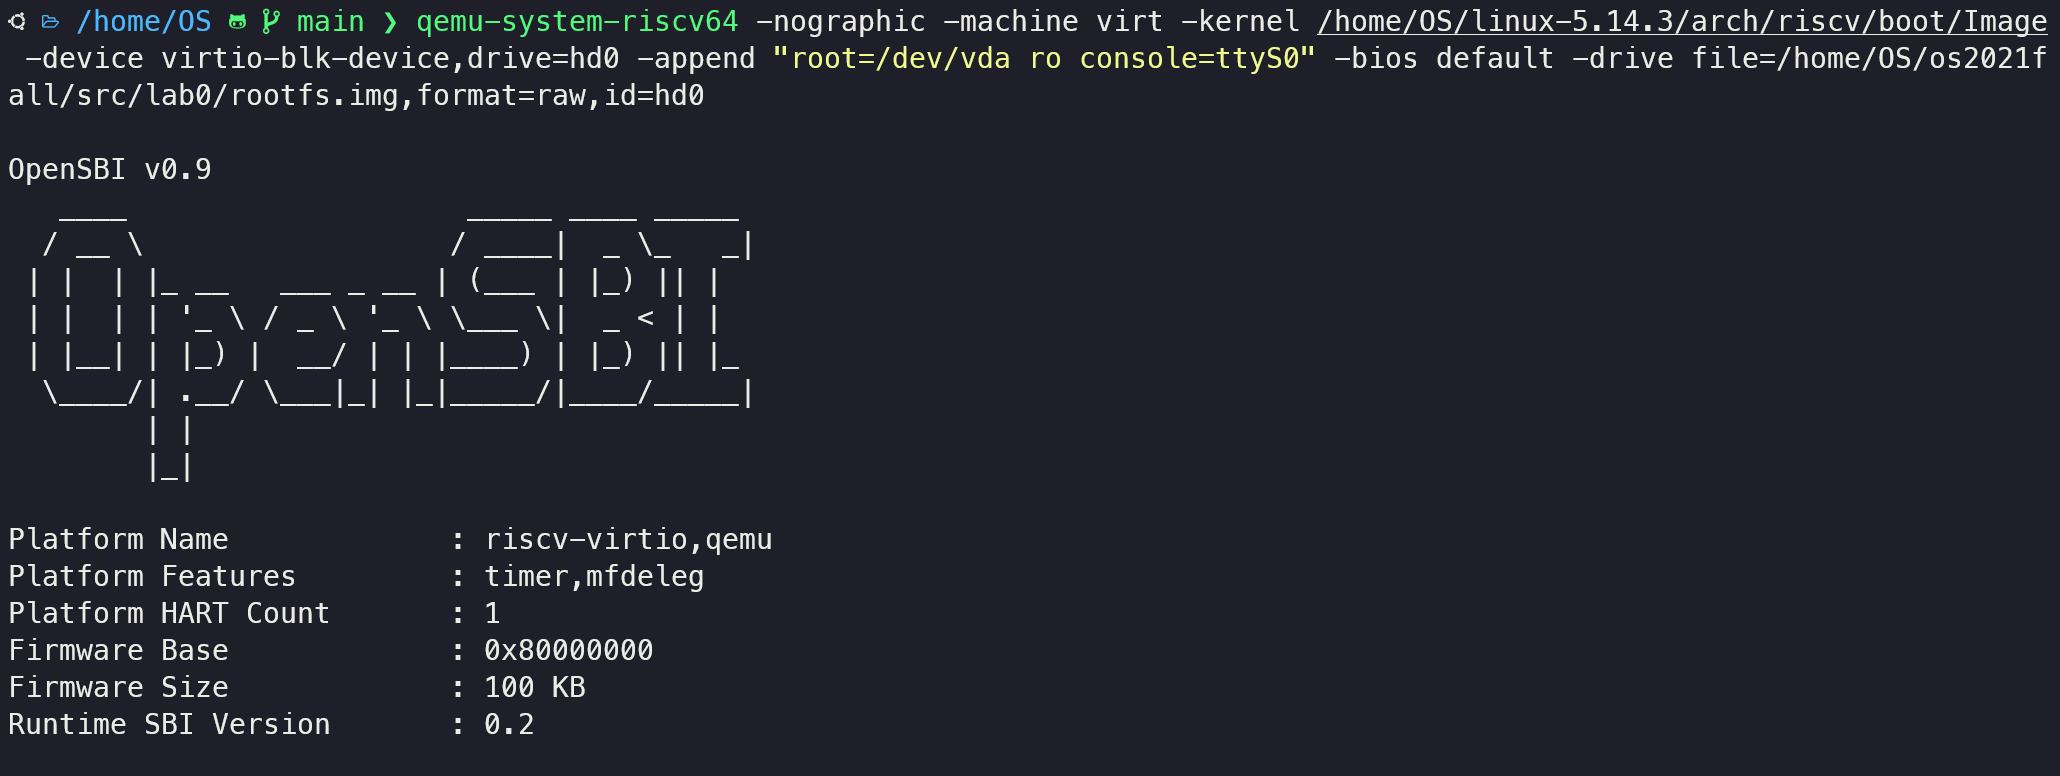 /home/OS main ❯ qemu-system-riscv64 -nographic -machine virt -kernel /home/OS/linux-5.14.3/arch/riscv/boot/Image
 -device virtio-blk-device,drive=hd0 -append "root=/dev/vda ro console=ttyS0" -bios default -drive file=/home/OS/os2021f
all/src/lab0/rootfs.img,format=raw,id=hd0
OpenSBI v0.9
   ____                    _____ ____ _____
  / __ \                  / ____|  _ \_   _|
 | |  | |_ __   ___ _ __ | (___ | |_) || |
 | |  | | '_ \ / _ \ '_ \ \___ \|  _ < | |
 | |__| | |_) |  __/ | | |____) | |_) || |_
  \____/| .__/ \___|_| |_|_____/|____/_____|
        | |
        |_|
Platform Name             : riscv-virtio,qemu
Platform Features         : timer,mfdeleg
Platform HART Count       : 1
Firmware Base             : 0x80000000
Firmware Size             : 100 KB
Runtime SBI Version       : 0.2